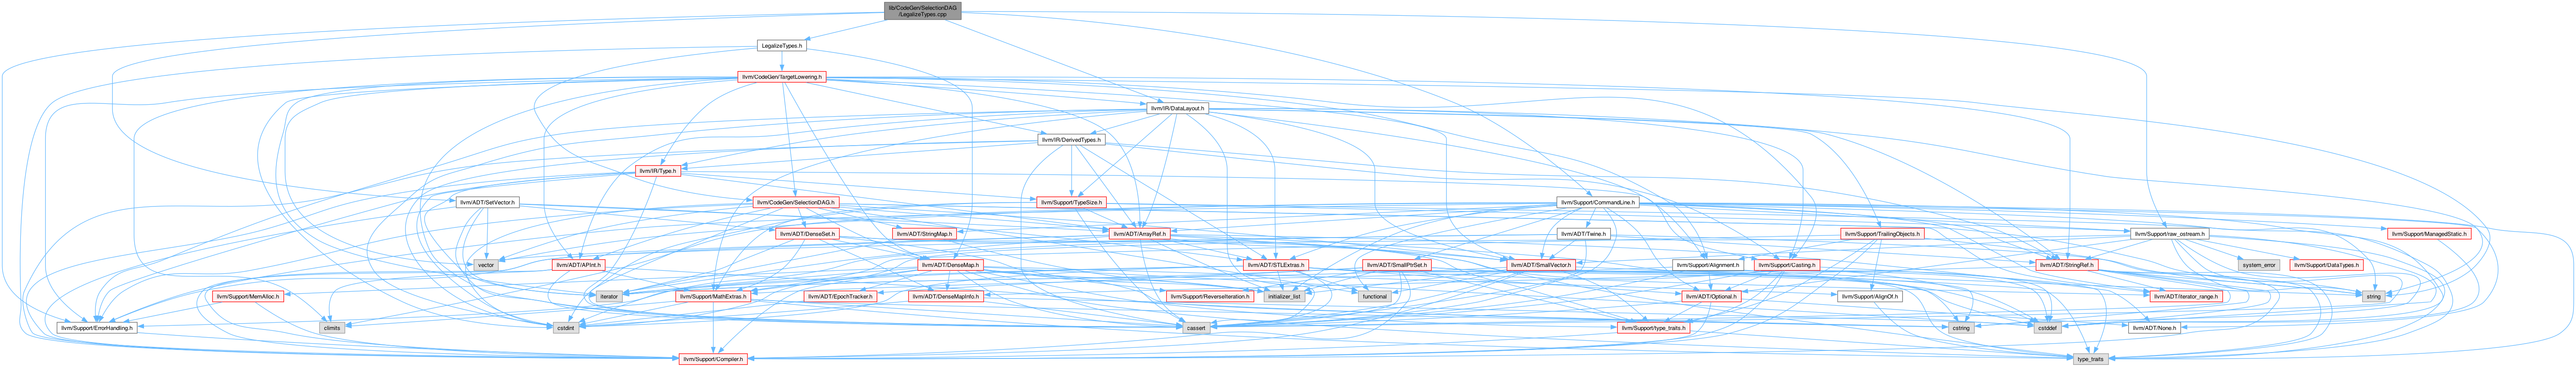 lib/CodeGen/SelectionDAG
/LegalizeTypes.cpp
LegalizeTypes.h
llvm/CodeGen/TargetLowering.h
llvm/IR/DataLayout.h
llvm/IR/DerivedTypes.h
llvm/IR/Type.h
llvm/ADT/SetVector.h
llvm/CodeGen/SelectionDAG.h
llvm/Support/TypeSize.h
llvm/Support/CommandLine.h
llvm/ADT/DenseSet.h
llvm/ADT/StringMap.h
llvm/ADT/ArrayRef.h
llvm/ADT/Twine.h
llvm/Support/TrailingObjects.h
llvm/Support/raw_ostream.h
llvm/Support/ManagedStatic.h
vector
llvm/ADT/APInt.h
llvm/ADT/DenseMap.h
llvm/ADT/STLExtras.h
llvm/ADT/SmallPtrSet.h
llvm/ADT/SmallVector.h
llvm/Support/Alignment.h
llvm/Support/Casting.h
llvm/ADT/StringRef.h
system_error
llvm/Support/DataTypes.h
llvm/Support/MemAlloc.h
iterator
llvm/Support/MathExtras.h
llvm/ADT/EpochTracker.h
llvm/ADT/DenseMapInfo.h
llvm/Support/ReverseIteration.h
initializer_list
functional
llvm/ADT/Optional.h
llvm/Support/AlignOf.h
llvm/ADT/iterator_range.h
string
llvm/Support/ErrorHandling.h
climits
cstdint
cassert
llvm/Support/type_traits.h
cstring
cstddef
llvm/ADT/None.h
llvm/Support/Compiler.h
type_traits